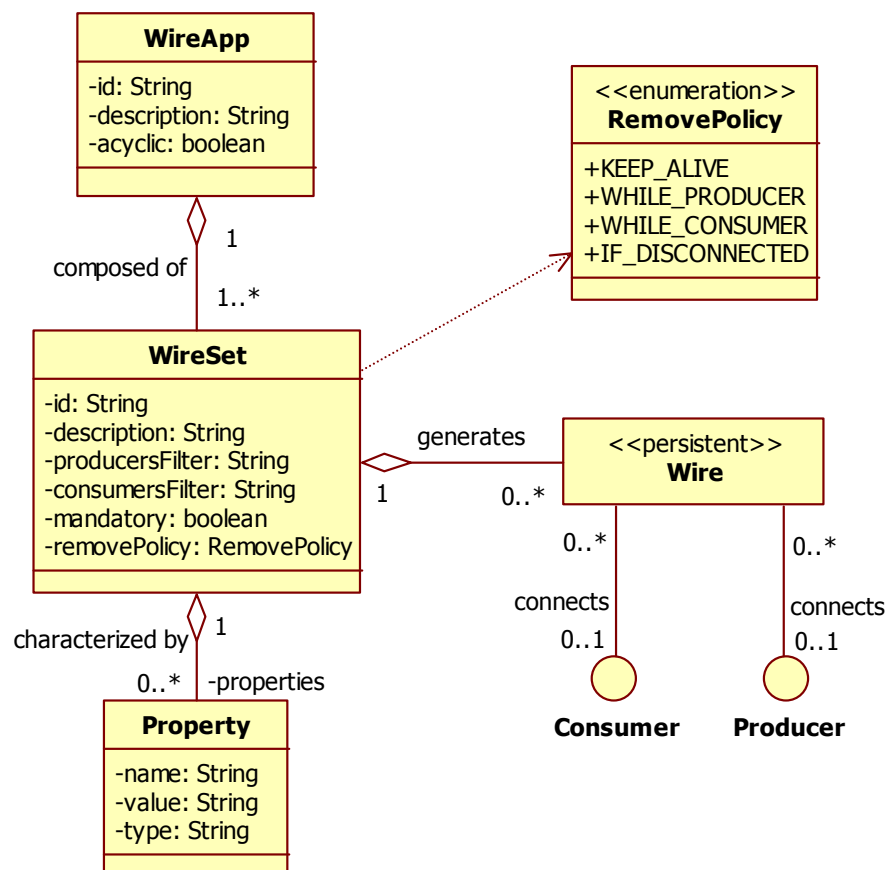 WireApp
-id: String
-description: String
-acyclic: boolean
1
composed of
1..*
<<enumeration>>
RemovePolicy
+KEEP_ALIVE
+WHILE_PRODUCER
+WHILE_CONSUMER
+IF_DISCONNECTED
WireSet
-id: String
-description: String
-producersFilter: String
-consumersFilter: String
-mandatory: boolean
-removePolicy: RemovePolicy
generates
1
0..*
<<persistent>>
Wire
0..*
0..*
connects
connects
0..1
0..1
Consumer
Producer
1
characterized by
0..*
-properties
Property
-name: String
-value: String
-type: String